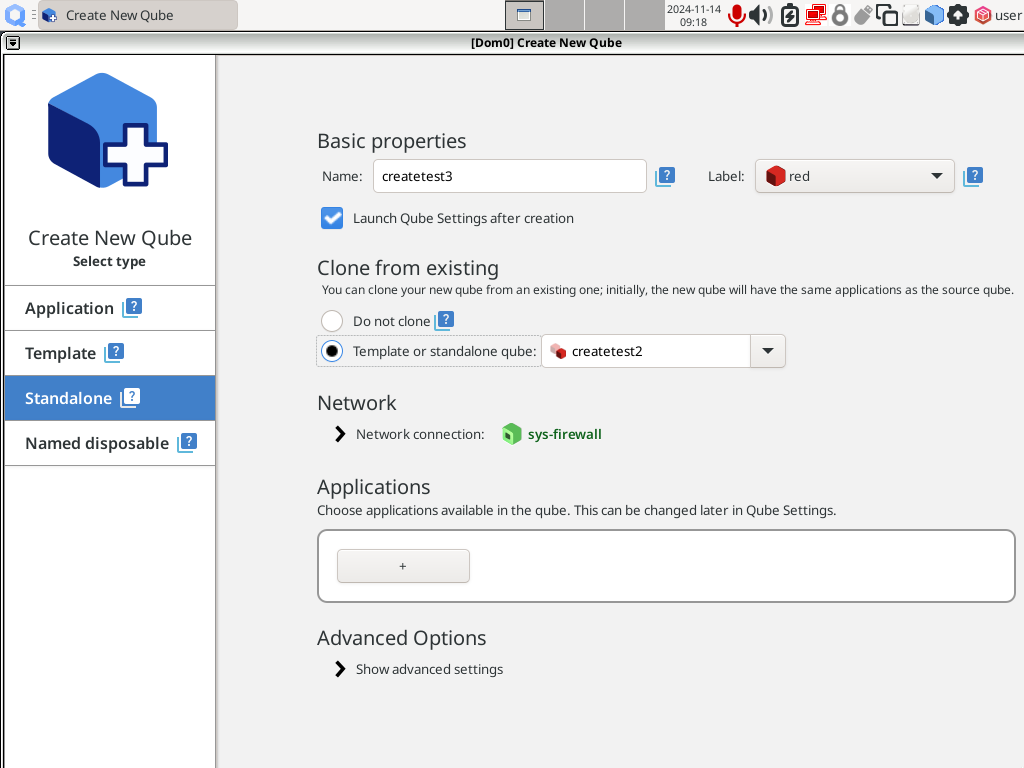 Create New Qube
2024-11-14
09:18
user
[Dom0] Create New Qube
Create New Qube
Select type
Application ?
Template ?
Standalone ?
Named disposable ?
Basic properties
Name: createtest3 ? Label: red ?
Launch Qube Settings after creation
Clone from existing
You can clone your new qube from an existing one; initially, the new qube will have the same applications as the source qube.
Do not clone ?
Template or standalone qube: createtest2
Network
Network connection: sys-firewall
Applications
Choose applications available in the qube. This can be changed later in Qube Settings.
+
Advanced Options
Show advanced settings